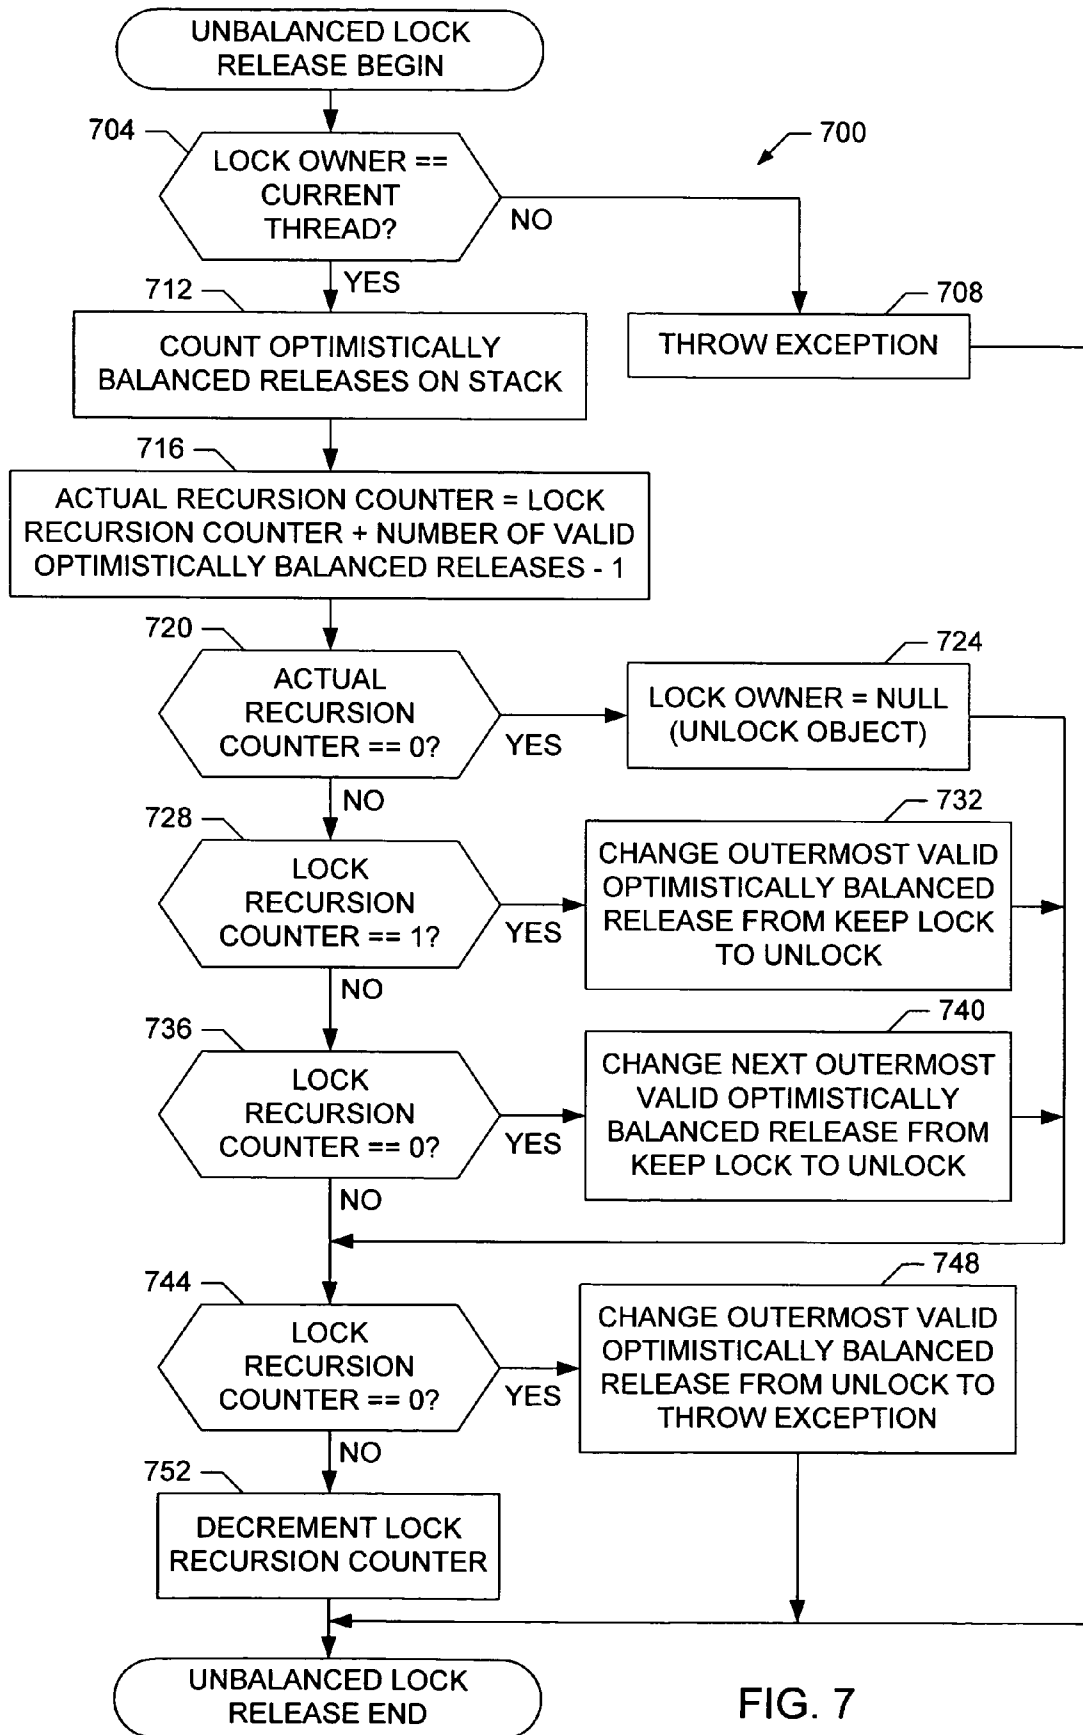 UNBALANCED LOCK
RELEASE BEGIN
704
LOCK OWNER ==
CURRENT
THREAD?
NO
YES
700
708
THROW EXCEPTION
712
COUNT OPTIMISTICALLY
BALANCED RELEASES ON STACK
716
ACTUAL RECURSION COUNTER = LOCK
RECURSION COUNTER + NUMBER OF VALID
OPTIMISTICALLY BALANCED RELEASES - 1
720
ACTUAL
RECURSION
COUNTER == 0?
YES
NO
724
LOCK OWNER = NULL
(UNLOCK OBJECT)
728
LOCK
RECURSION
COUNTER == 1?
YES
NO
732
CHANGE OUTERMOST VALID
OPTIMISTICALLY BALANCED
RELEASE FROM KEEP LOCK
TO UNLOCK
736
LOCK
RECURSION
COUNTER == 0?
YES
NO
740
CHANGE NEXT OUTERMOST
VALID OPTIMISTICALLY
BALANCED RELEASE FROM
KEEP LOCK TO UNLOCK
744
LOCK
RECURSION
COUNTER == 0?
YES
NO
748
CHANGE OUTERMOST VALID
OPTIMISTICALLY BALANCED
RELEASE FROM UNLOCK TO
THROW EXCEPTION
752
DECREMENT LOCK
RECURSION COUNTER
UNBALANCED LOCK
RELEASE END
FIG. 7